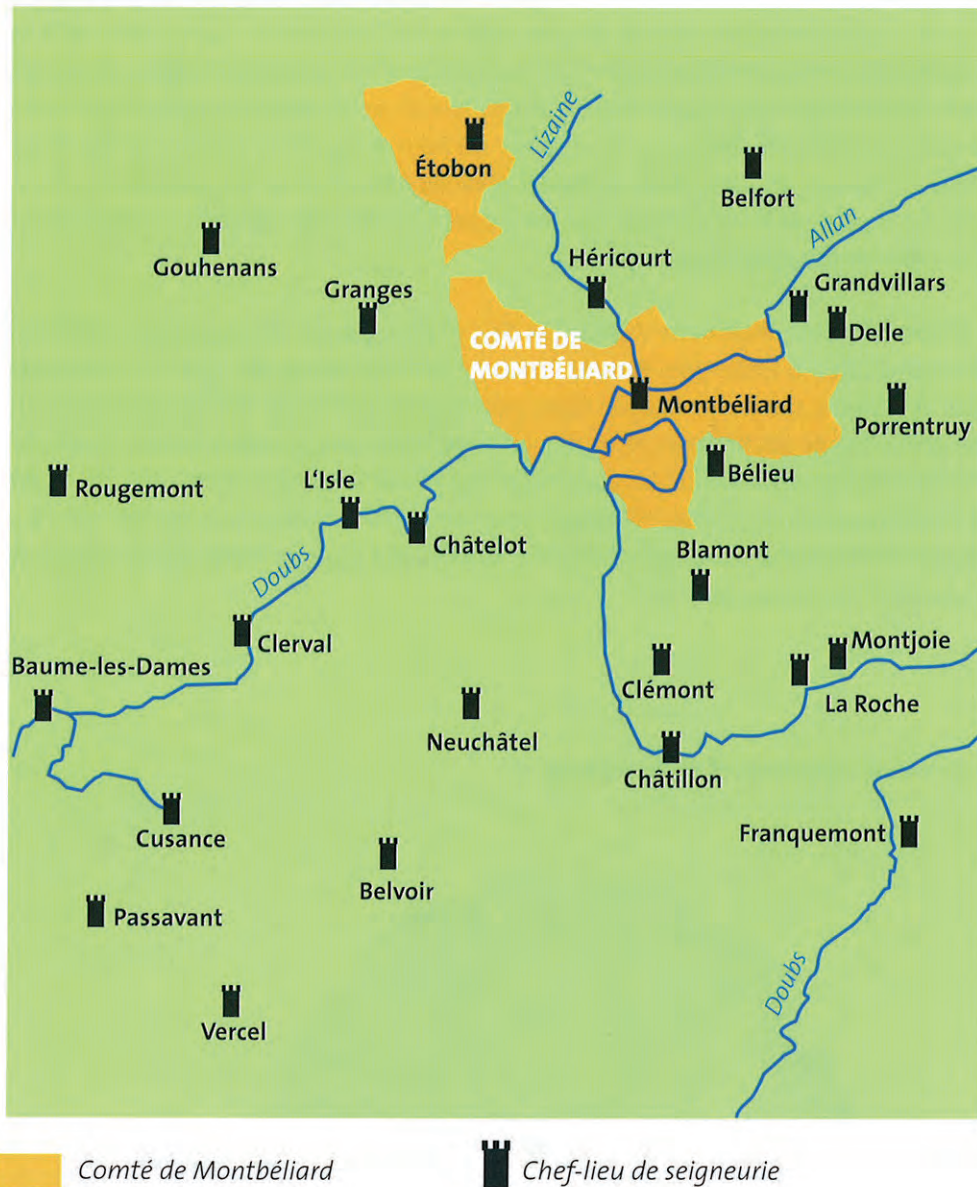 Lizaine
Étobon
Belfort
Allan
Gouhenans
Héricourt
Granges
Grandvillars
Delle
COMTÉ DE
MONTBÉLIARD
Montbéliard
Porrentruy
Bélieu
Rougemont
L'Isle
Châtelot
Blamont
Doubs
Clerval
Montjoie
Baume-les-Dames
Clémont
La Roche
Neuchâtel
Châtillon
Cusance
Franquemont
Belvoir
Passavant
Doubs
Vercel
Comté de Montbéliard
Chef-lieu de seigneurie